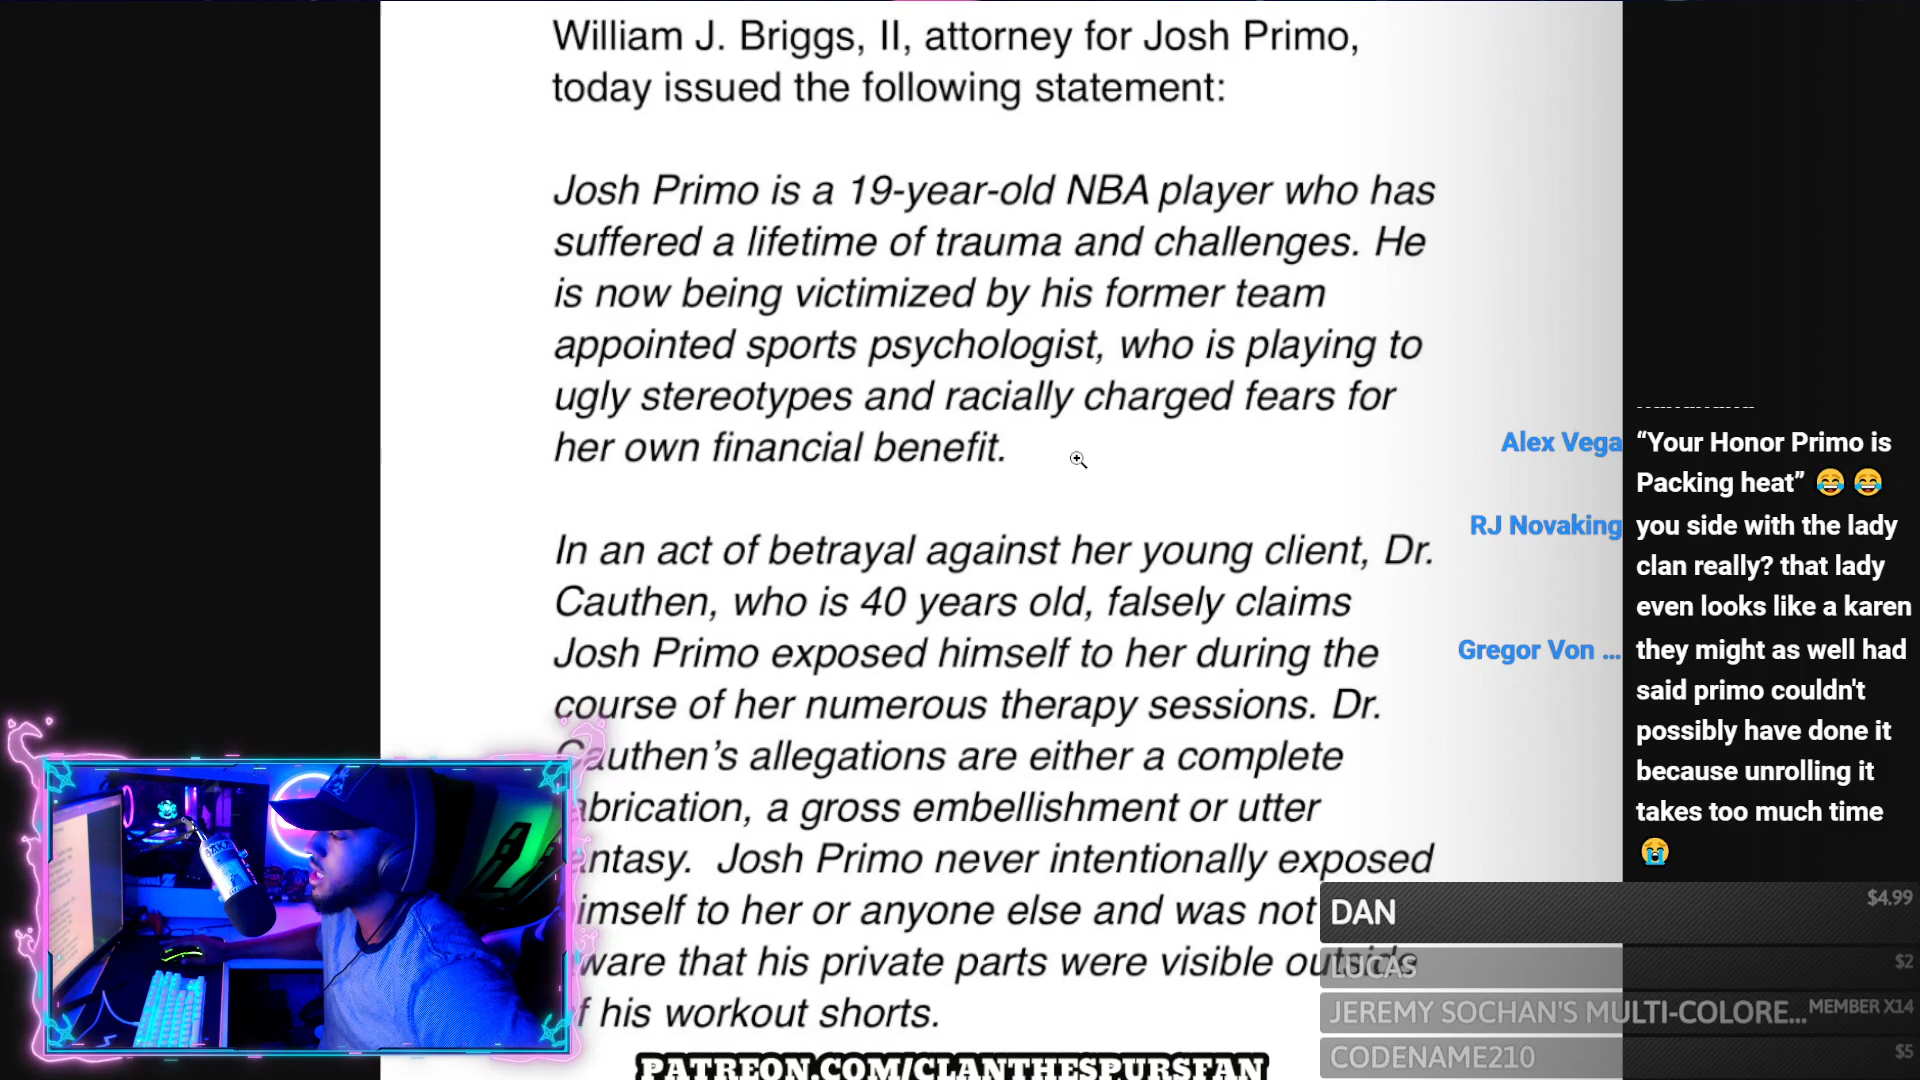 William J. Briggs, II, attorney for Josh Primo,
today issued the following statement:
Josh Primo is a 19-year-old NBA player who has
suffered a lifetime of trauma and challenges. He
is now being victimized by his former team
appointed sports psychologist, who is playing to
ugly stereotypes and racially charged fears for
her own financial benefit.
In an act of betrayal against her young client, Dr.
Cauthen, who is 40 years old, falsely claims
Josh Primo exposed himself to her during the
course of her numerous therapy sessions. Dr.
Cauthen's allegations are either a complete
abrication, a gross embellishment or utter
antasy. Josh Primo never intentionally exposed
imself to her or anyone else and was not
ware that his private parts were visible outside
of his workout shorts.
Alex Vega “Your Honor Primo is
Packing heat” 😂 😂
RJ Novaking you side with the lady
clan really? that lady
even looks like a karen
Gregor Von ... they might as well had
said primo couldn't
possibly have done it
because unrolling it
takes too much time
😭
DAN $4.99
LUCAS $2
JEREMY SOCHAN'S MULTI-COLORE... MEMBER X14
CODENAME210 $5
PATREON.COM/CLANTHESPURSFAN